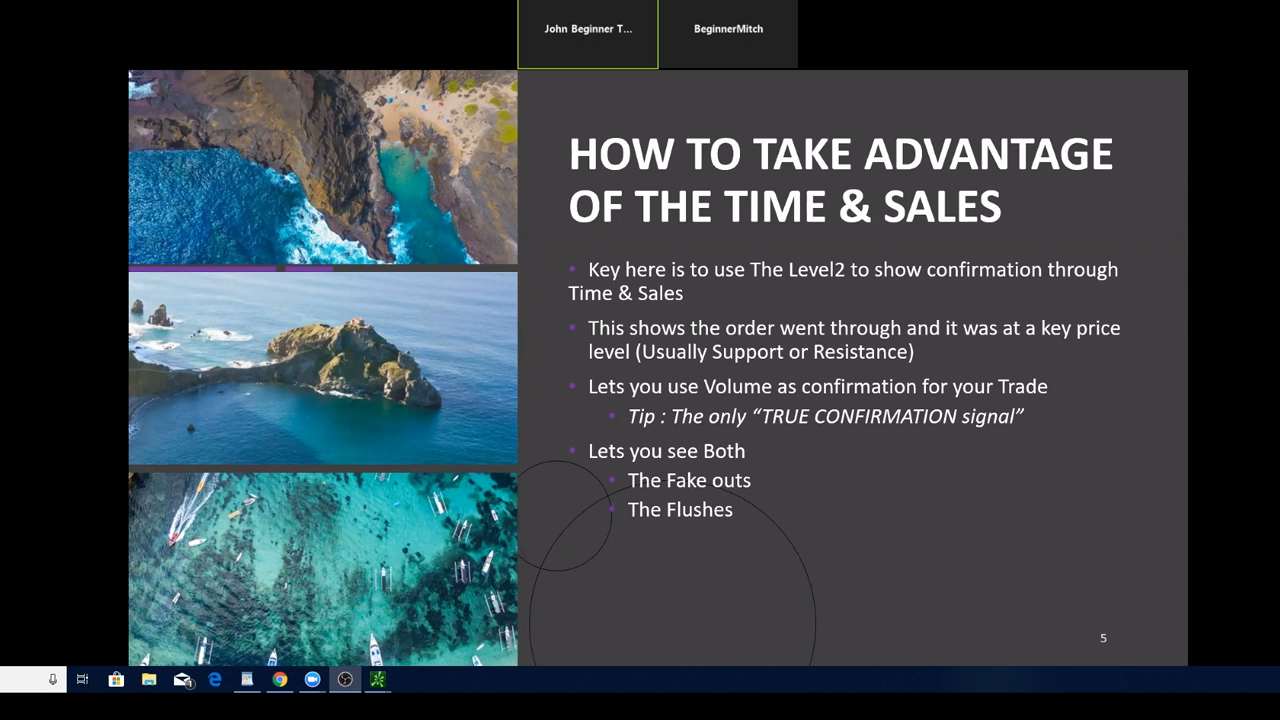 John Beginner T...
BeginnerMitch
HOW TO TAKE ADVANTAGE
OF THE TIME & SALES
• Key here is to use The Level2 to show confirmation through
Time & Sales
• This shows the order went through and it was at a key price
level (Usually Support or Resistance)
• Lets you use Volume as confirmation for your Trade
• Tip : The only “TRUE CONFIRMATION signal”
• Lets you see Both
• The Fake outs
• The Flushes
5
1